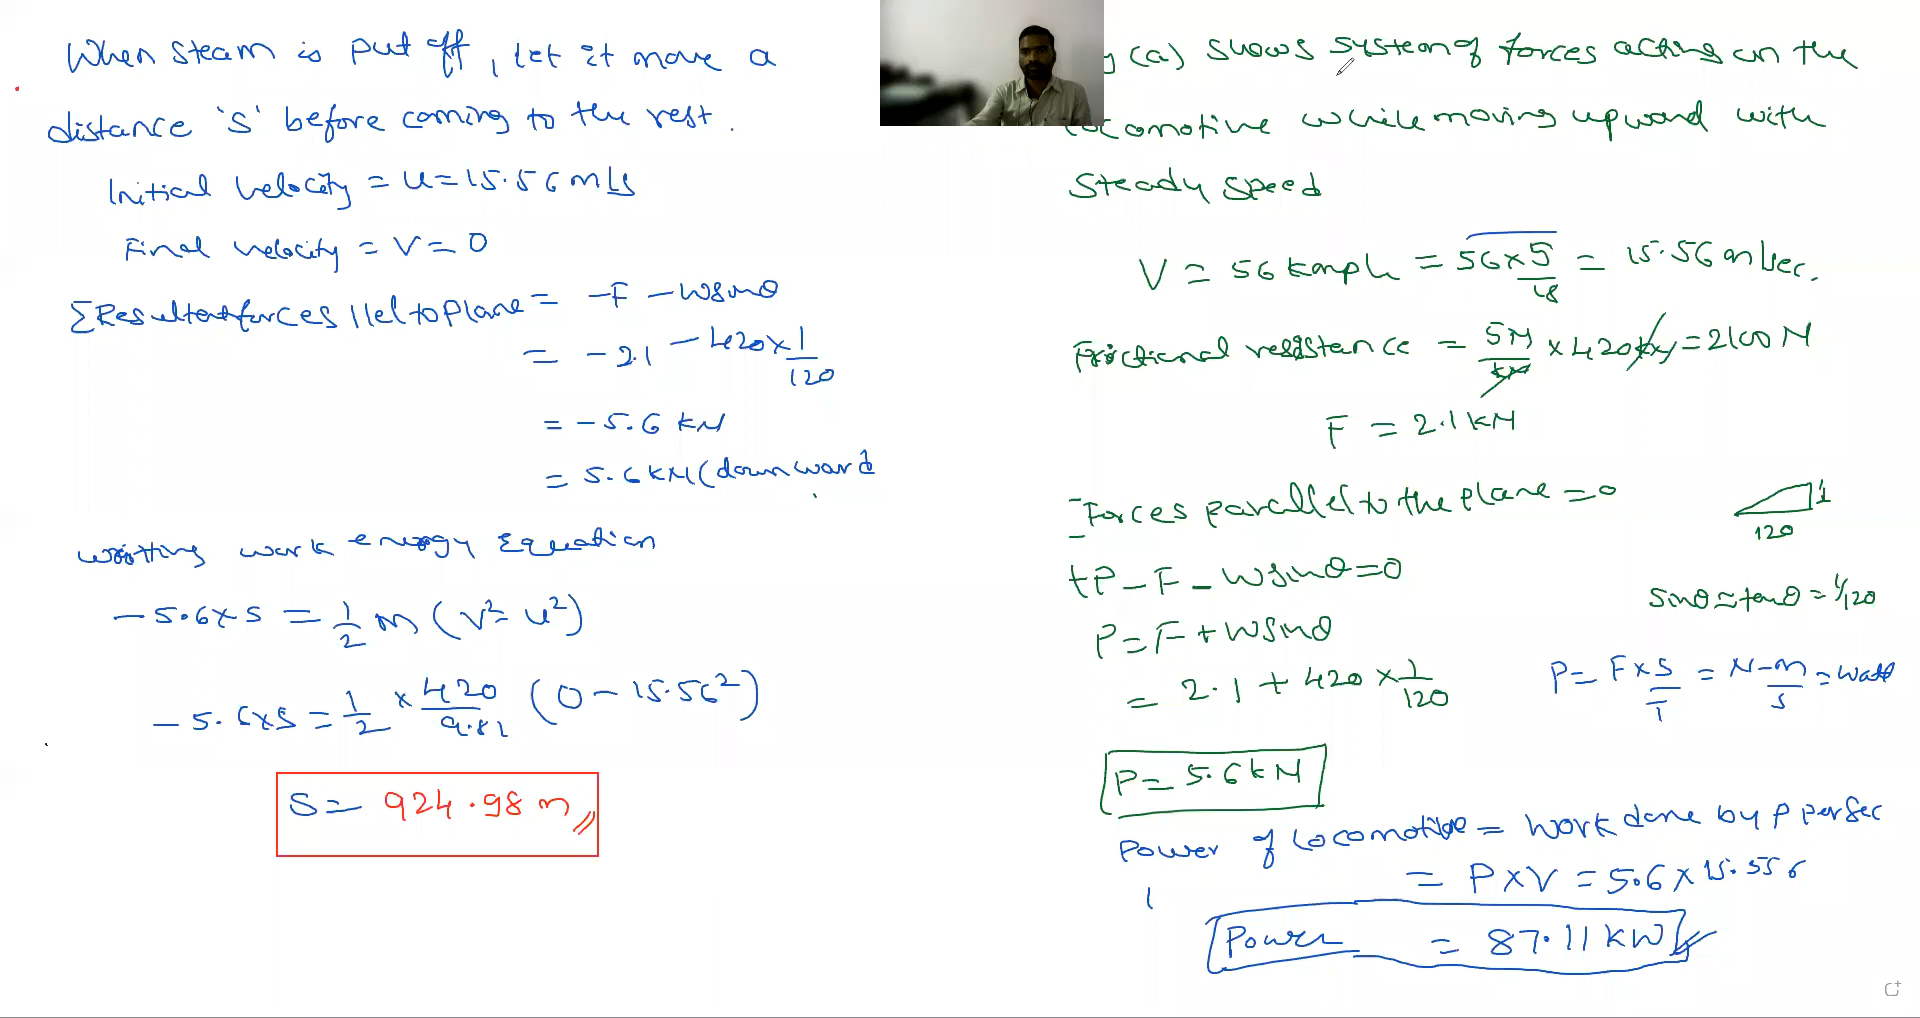 When steam is put off, Let it move a
distance 's' before coming to the rest.
Initial velocity = u = 15.56 m/s
Final velocity = V = 0
ΣResultant forces llel to Plane = -F - wsinθ
= -2.1 - 420 × 1/120
= -5.6 kN
= 5.6 kN (downward
writing work energy Equation
-5.6 × s = 1/2 m (v² - u²)
-5.6 × s = 1/2 × 420/9.81 (0 - 15.56²)
S = 924.98 m
(a) shows system of forces acting on the
locomotive while moving upward with
Steady speed
V = 56 kmph = 56×5/18 = 15.56 m/sec.
Frictional resistance = 5N/kN × 420 kN = 2100 N
F = 2.1 kN
Forces parallel to the plane = 0
1
120
+P - F - wsinθ = 0
sinθ ≈ tanθ = 1/120
P = F + wsinθ
= 2.1 + 420 × 1/120
P = F×S/T = N-m/s = watt
P = 5.6 kN
Power of Locomotive = Work done by P per sec
= P×V = 5.6 × 15.556
Power = 87.11 kW